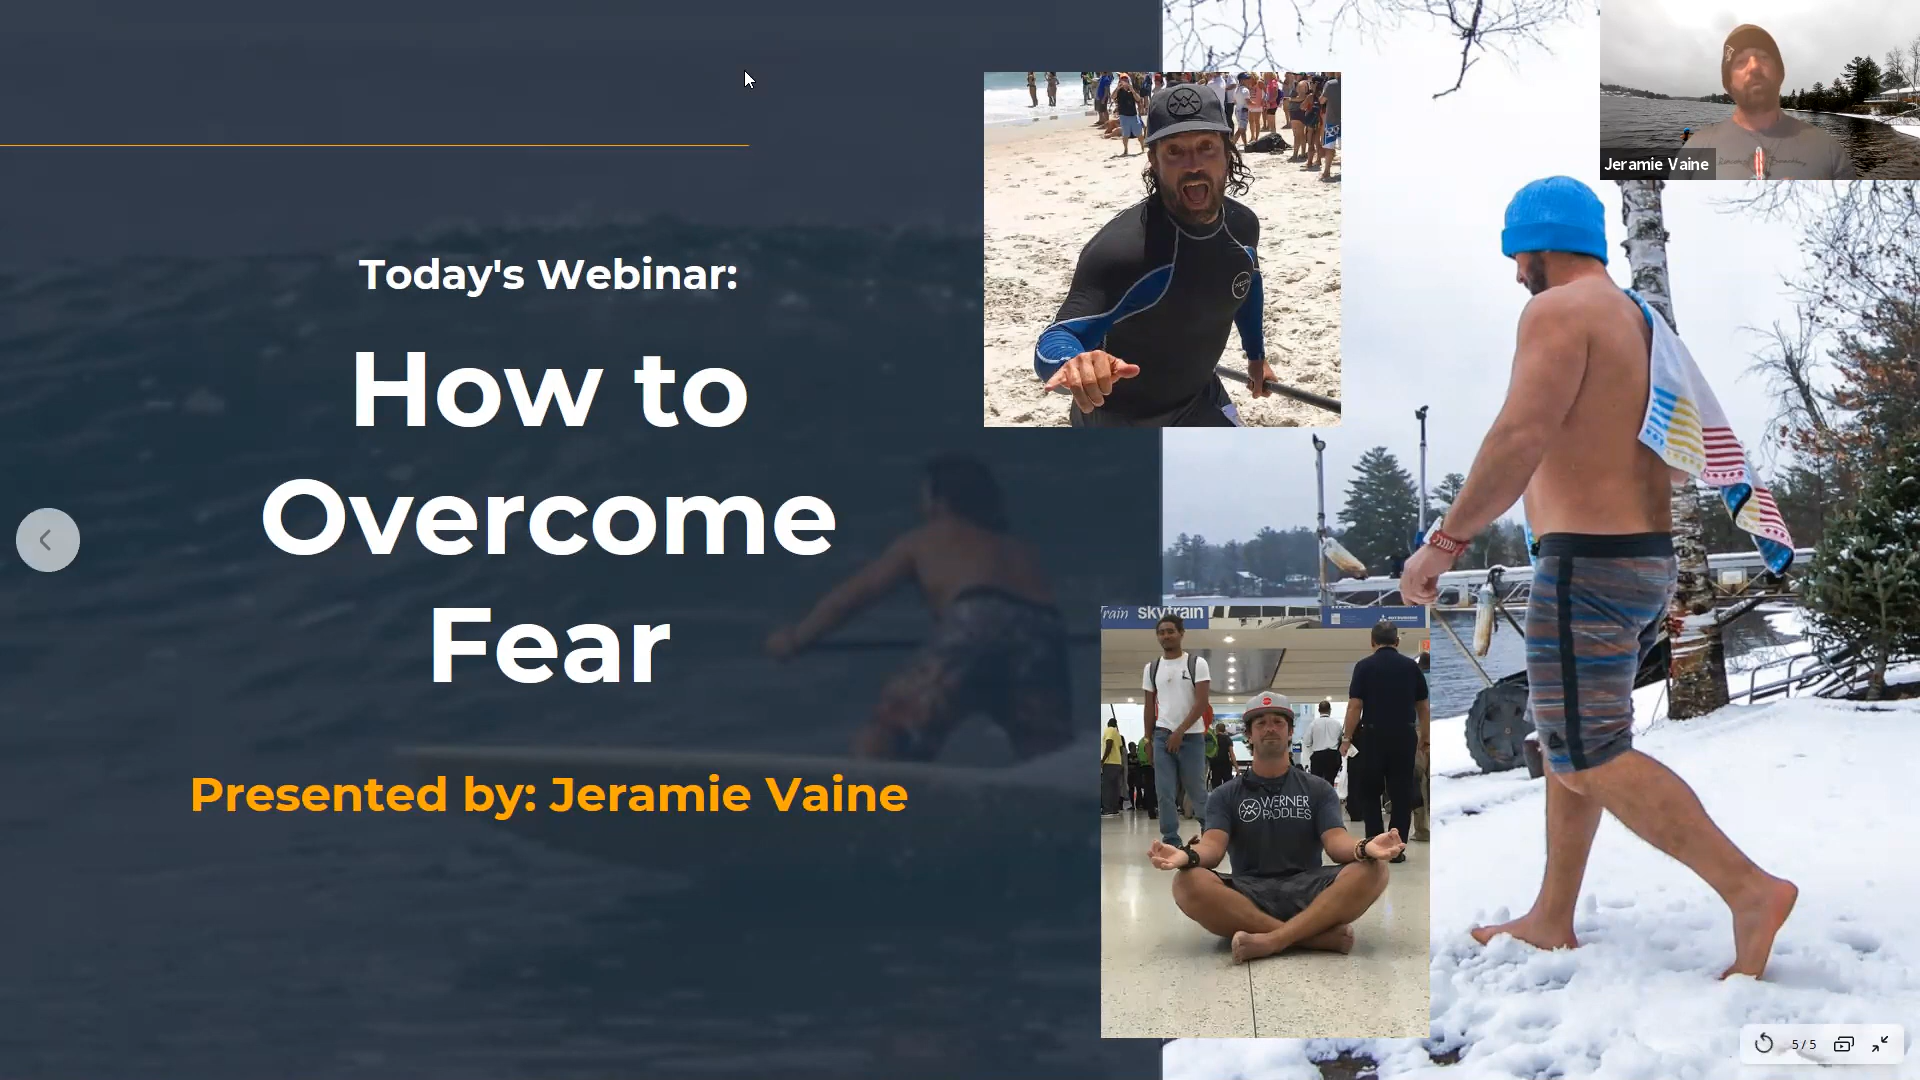 Today's Webinar:
How to
Overcome
Fear
Presented by: Jeramie Vaine
Jeramie Vaine
skytrain
WERNER
PADDLES
5 / 5